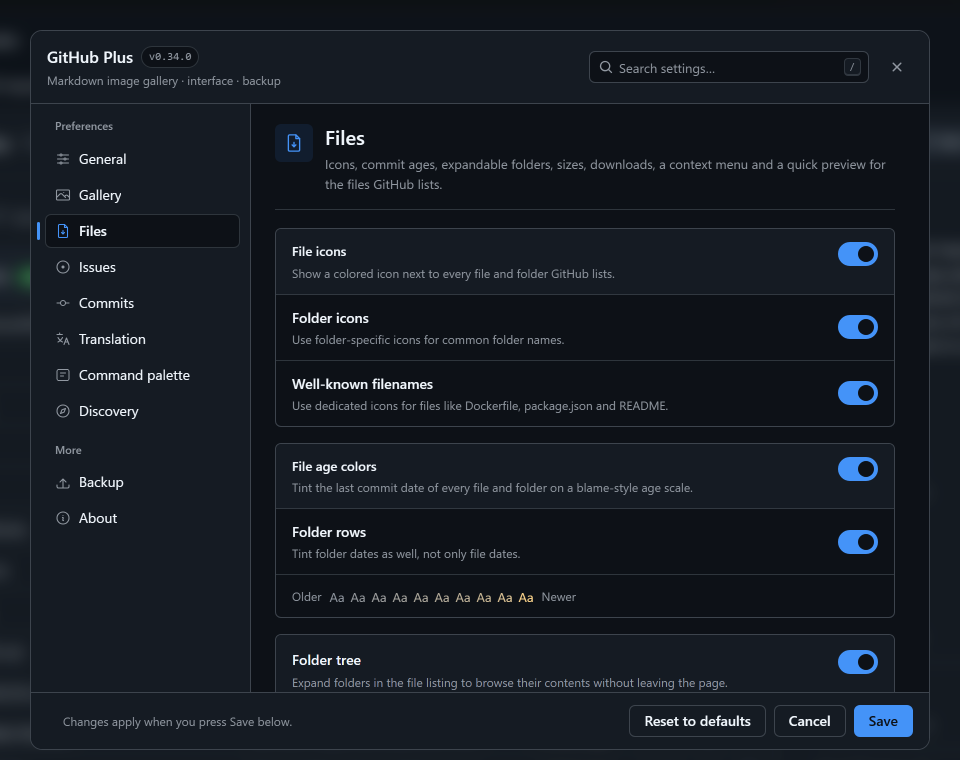 GitHub Plus v0.34.0
Markdown image gallery · interface · backup
Search settings... /
Preferences
General
Gallery
Files
Issues
Commits
Translation
Command palette
Discovery
More
Backup
About
Files
Icons, commit ages, expandable folders, sizes, downloads, a context menu and a quick preview for
the files GitHub lists.
File icons
Show a colored icon next to every file and folder GitHub lists.
Folder icons
Use folder-specific icons for common folder names.
Well-known filenames
Use dedicated icons for files like Dockerfile, package.json and README.
File age colors
Tint the last commit date of every file and folder on a blame-style age scale.
Folder rows
Tint folder dates as well, not only file dates.
Older Aa Aa Aa Aa Aa Aa Aa Aa Aa Aa Newer
Folder tree
Expand folders in the file listing to browse their contents without leaving the page.
Changes apply when you press Save below.
Reset to defaults
Cancel
Save